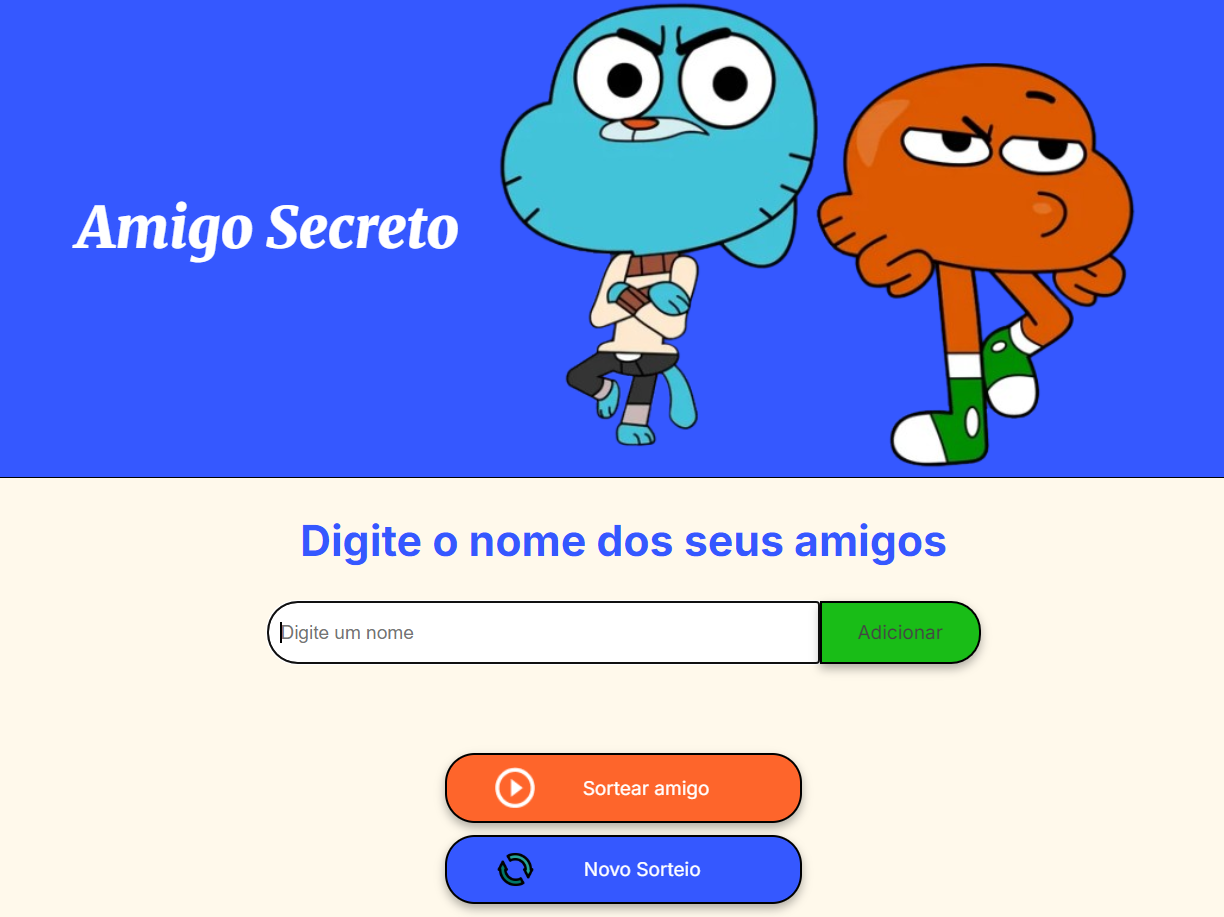 Amigo Secreto
Digite o nome dos seus amigos
Digite um nome
Adicionar
Sortear amigo
Novo Sorteio